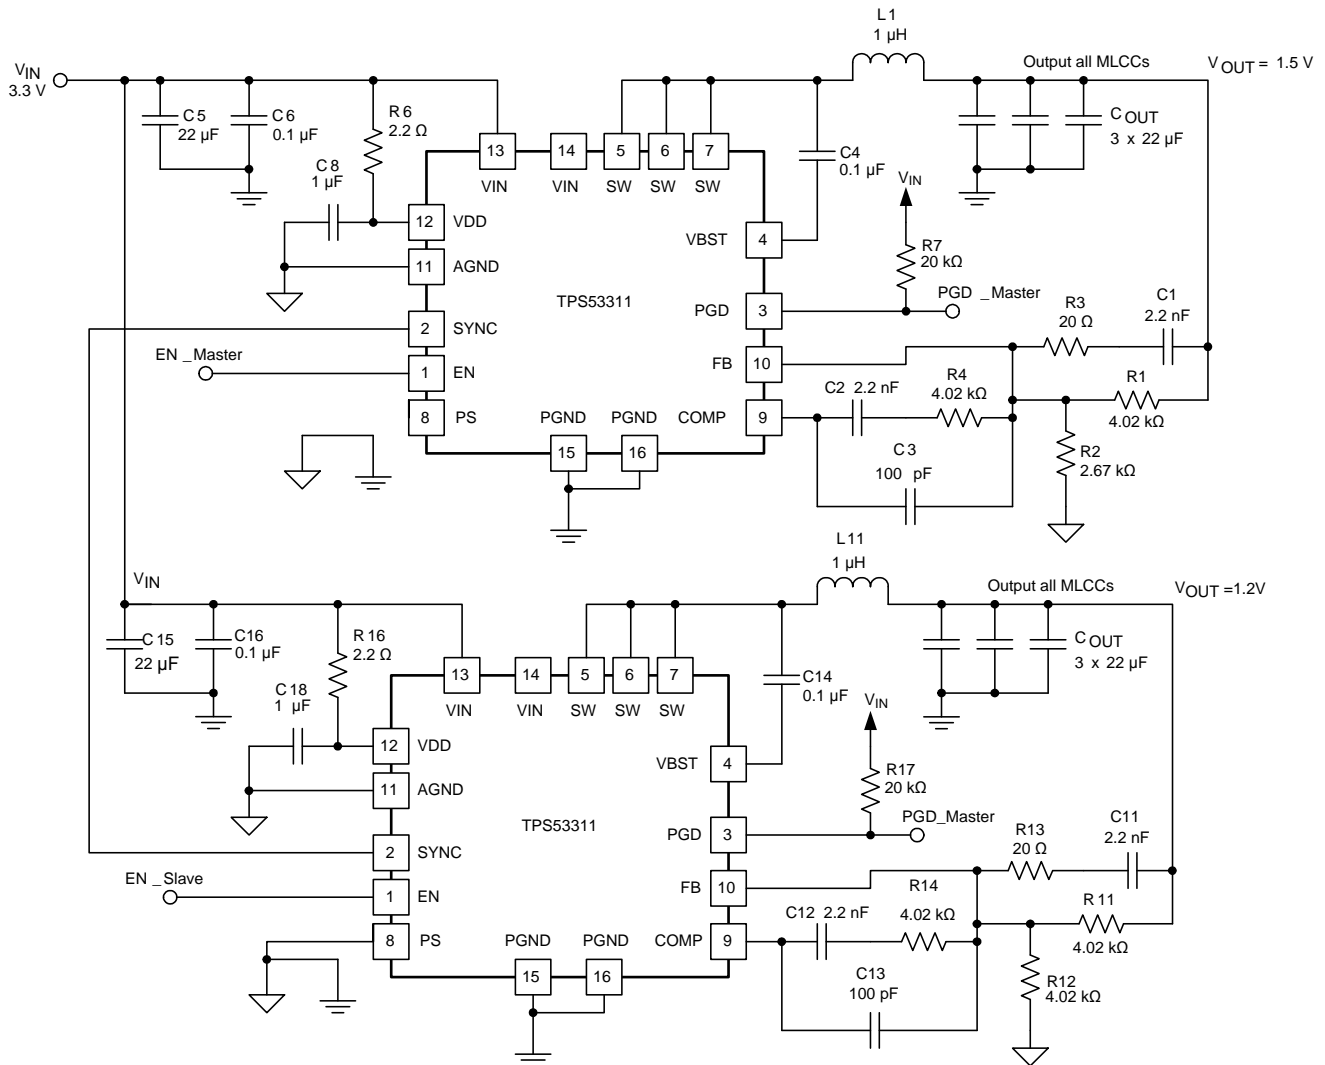 L1
1 µH
VIN
3.3 V
Output all MLCCs
VOUT = 1.5 V
C5
22 µF
C6
0.1 µF
R6
2.2 Ω
C8
1 µF
COUT
3 x 22 µF
C4
0.1 µF
13
14
5
6
7
VIN
VIN
SW
SW
SW
VIN
12
VDD
VBST
4
R7
20 kΩ
11
AGND
TPS53311
PGD
3
PGD _Master
2
SYNC
R3
20 Ω
C1
2.2 nF
EN _Master
1
EN
FB
10
8
PS
PGND
PGND
COMP
9
C2 2.2 nF
R4
4.02 kΩ
R1
4.02 kΩ
15
16
C3
100 pF
R2
2.67 kΩ
L11
1 µH
VIN
Output all MLCCs
VOUT =1.2V
C15
22 µF
C16
0.1 µF
R16
2.2 Ω
C18
1 µF
COUT
3 x 22 µF
C14
0.1 µF
13
14
5
6
7
VIN
VIN
SW
SW
SW
VIN
12
VDD
VBST
4
R17
20 kΩ
11
AGND
TPS53311
PGD
3
PGD_Master
2
SYNC
R13
20 Ω
C11
2.2 nF
EN _Slave
1
EN
FB
10
8
PS
PGND
PGND
COMP
9
C12 2.2 nF
R14
4.02 kΩ
R11
4.02 kΩ
15
16
C13
100 pF
R12
4.02 kΩ